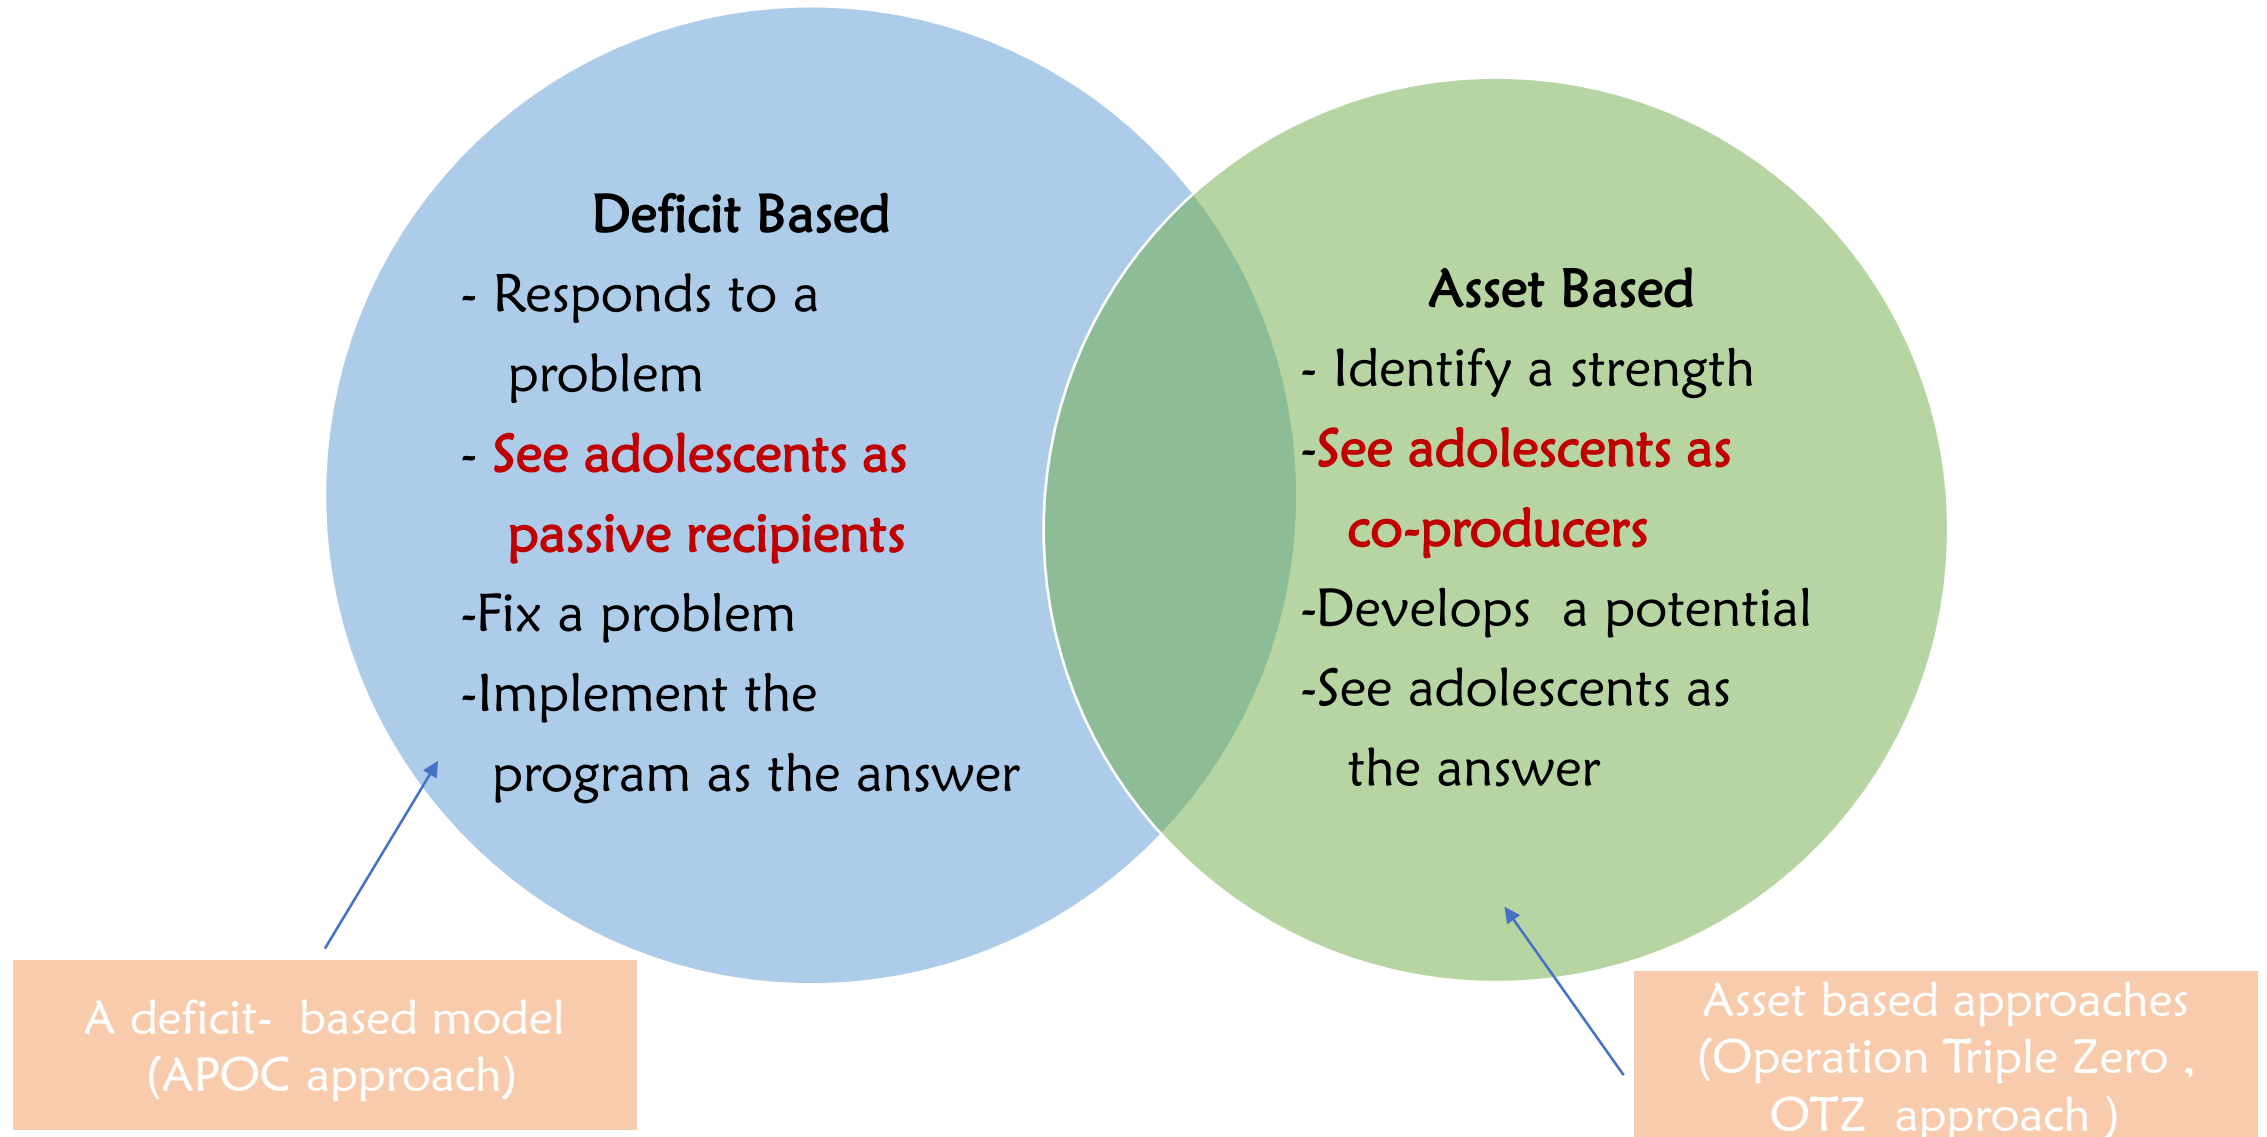 Deficit Based
- Responds to a
problem
- See adolescents as
passive recipients
-Fix a problem
-Implement the
program as the answer
Asset Based
- Identify a strength
-See adolescents as
co-producers
-Develops  a potential
-See adolescents as
the answer
A deficit-  based model
(APOC approach)
Asset based approaches
(Operation Triple Zero ,
OTZ  approach )